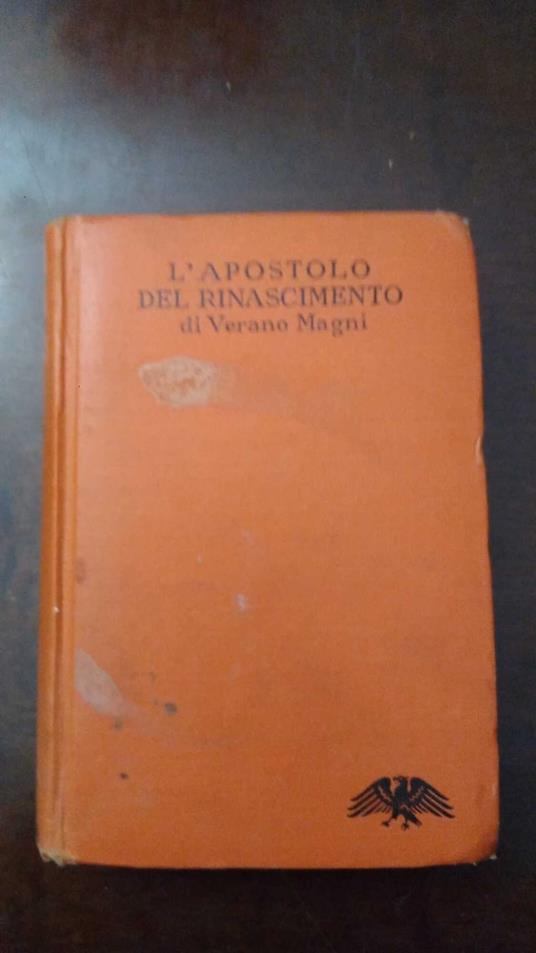 L'APOSTOLO
DEL RINASCIMENTO
di Verano Magni